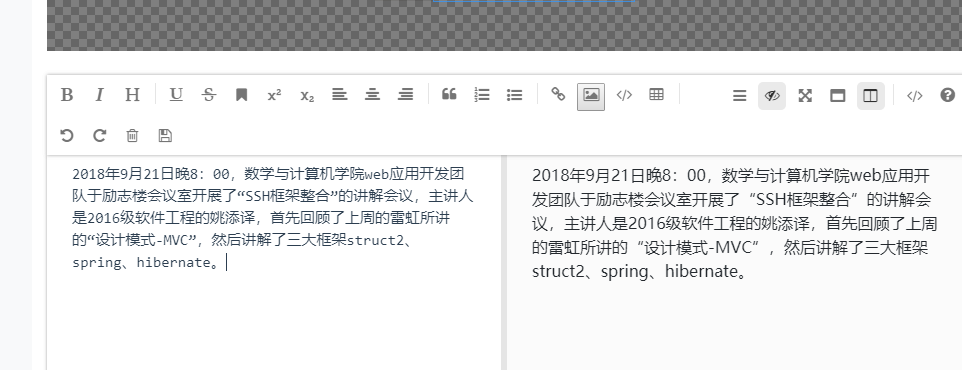 B I H U S x² x₂
2018年9月21日晚8：00，数学与计算机学院web应用开发团
队于励志楼会议室开展了“SSH框架整合”的讲解会议，主讲人
是2016级软件工程的姚添译，首先回顾了上周的雷虹所讲
的“设计模式-MVC”，然后讲解了三大框架struct2、
spring、hibernate。
2018年9月21日晚8：00，数学与计算机学院web应用开
发团队于励志楼会议室开展了“SSH框架整合”的讲解会
议，主讲人是2016级软件工程的姚添译，首先回顾了上周
的雷虹所讲的“设计模式-MVC”，然后讲解了三大框架
struct2、spring、hibernate。